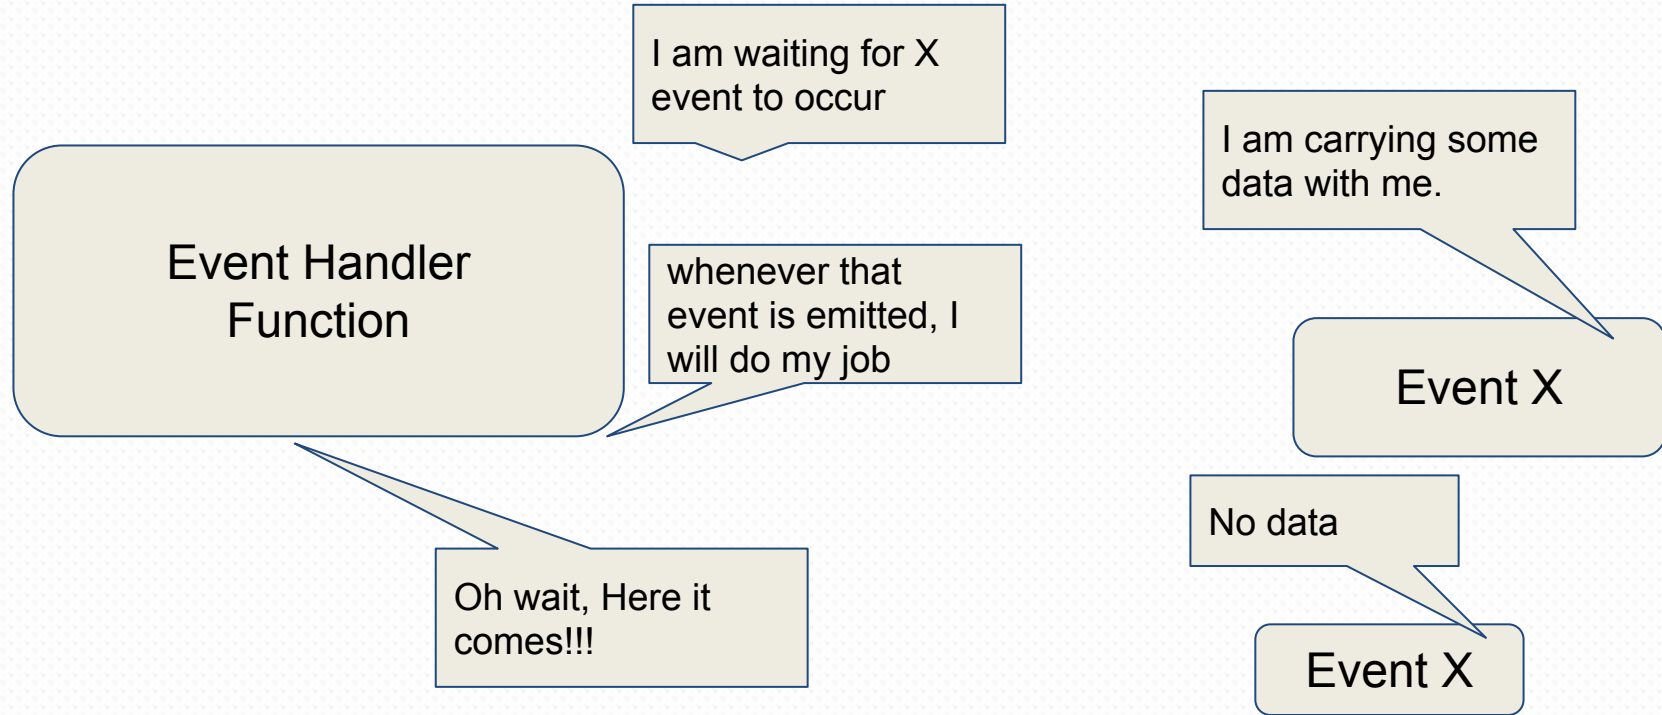 I am waiting for X
event to occur
I am carrying some
data with me.
Event Handler
Function
whenever that
event is emitted, I
will do my job
Event X
No data
Oh wait, Here it
comes!!!
Event X